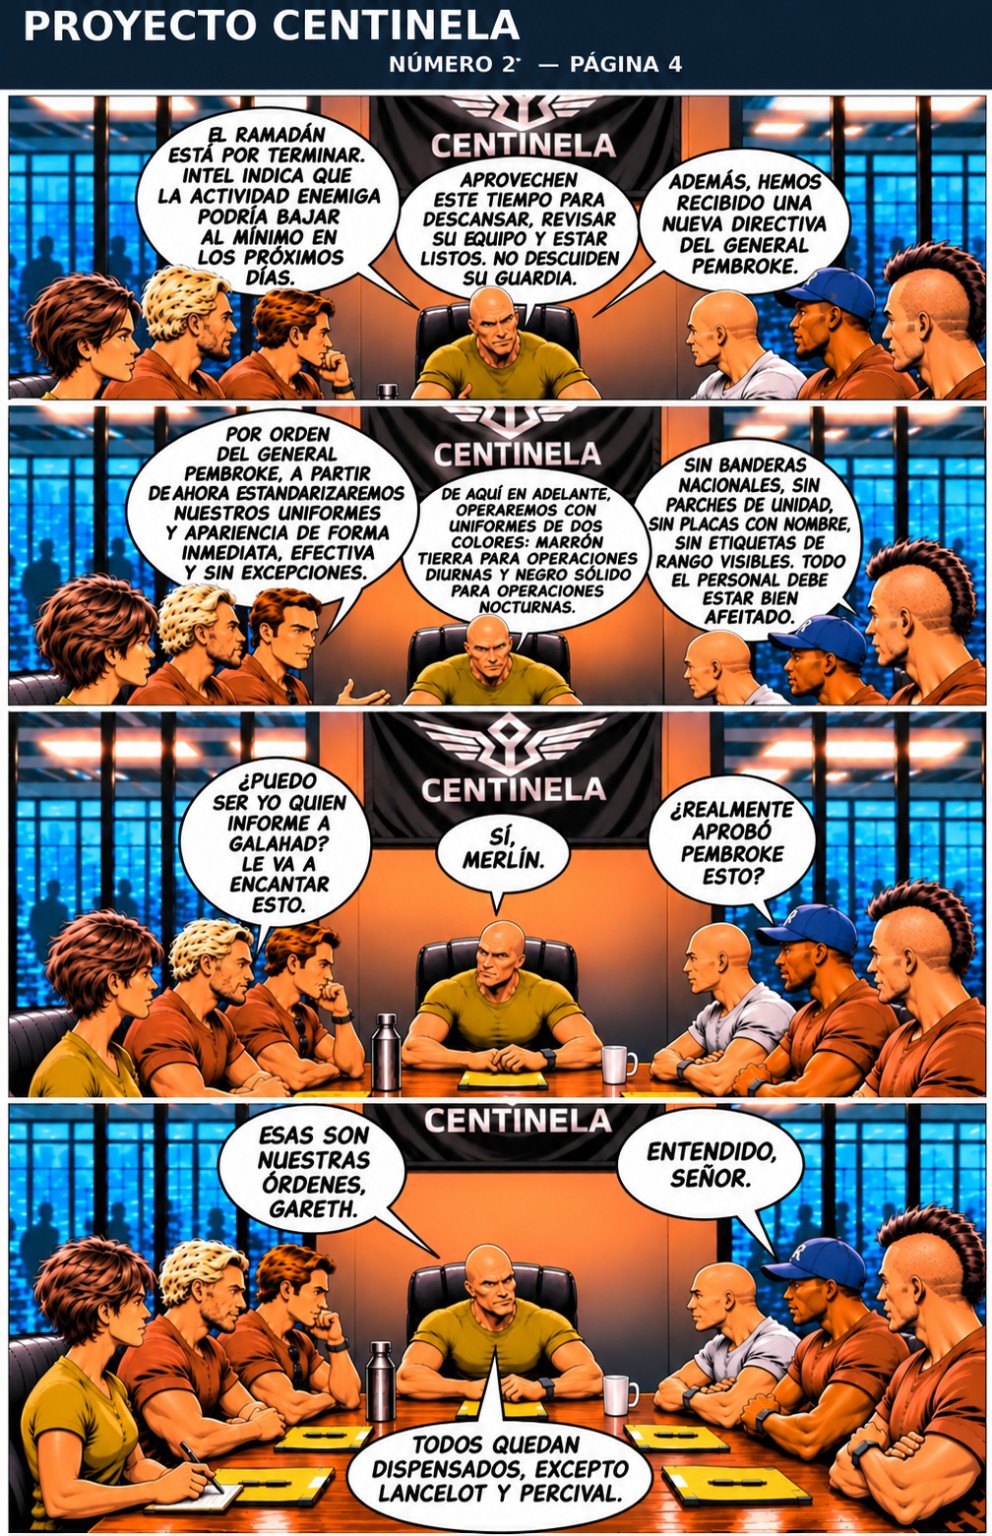 PROYECTO CENTINELA
NÚMERO 2 — PÁGINA 4
CENTINELA
EL RAMADÁN
ESTÁ POR TERMINAR.
INTEL INDICA QUE
LA ACTIVIDAD ENEMIGA
PODRÍA BAJAR
AL MÍNIMO EN
LOS PRÓXIMOS
DÍAS.
APROVECHEN
ESTE TIEMPO PARA
DESCANSAR, REVISAR
SU EQUIPO Y ESTAR
LISTOS. NO DESCUIDEN
SU GUARDIA.
ADEMÁS, HEMOS
RECIBIDO UNA
NUEVA DIRECTIVA
DEL GENERAL
PEMBROKE.
CENTINELA
POR ORDEN
DEL GENERAL
PEMBROKE, A PARTIR
DE AHORA ESTANDARIZAREMOS
NUESTROS UNIFORMES
Y APARIENCIA DE FORMA
INMEDIATA, EFECTIVA
Y SIN EXCEPCIONES.
DE AQUÍ EN ADELANTE,
OPERAREMOS CON
UNIFORMES DE DOS
COLORES: MARRÓN
TIERRA PARA OPERACIONES
DIURNAS Y NEGRO SÓLIDO
PARA OPERACIONES
NOCTURNAS.
SIN BANDERAS
NACIONALES, SIN
PARCHES DE UNIDAD,
SIN PLACAS CON NOMBRE,
SIN ETIQUETAS DE
RANGO VISIBLES. TODO
EL PERSONAL DEBE
ESTAR BIEN
AFEITADO.
R
CENTINELA
¿PUEDO
SER YO QUIEN
INFORME A
GALAHAD?
LE VA A
ENCANTAR
ESTO.
SÍ,
MERLÍN.
¿REALMENTE
APROBÓ
PEMBROKE
ESTO?
R
CENTINELA
ESAS SON
NUESTRAS
ÓRDENES,
GARETH.
ENTENDIDO,
SEÑOR.
R
TODOS QUEDAN
DISPENSADOS, EXCEPTO
LANCELOT Y PERCIVAL.